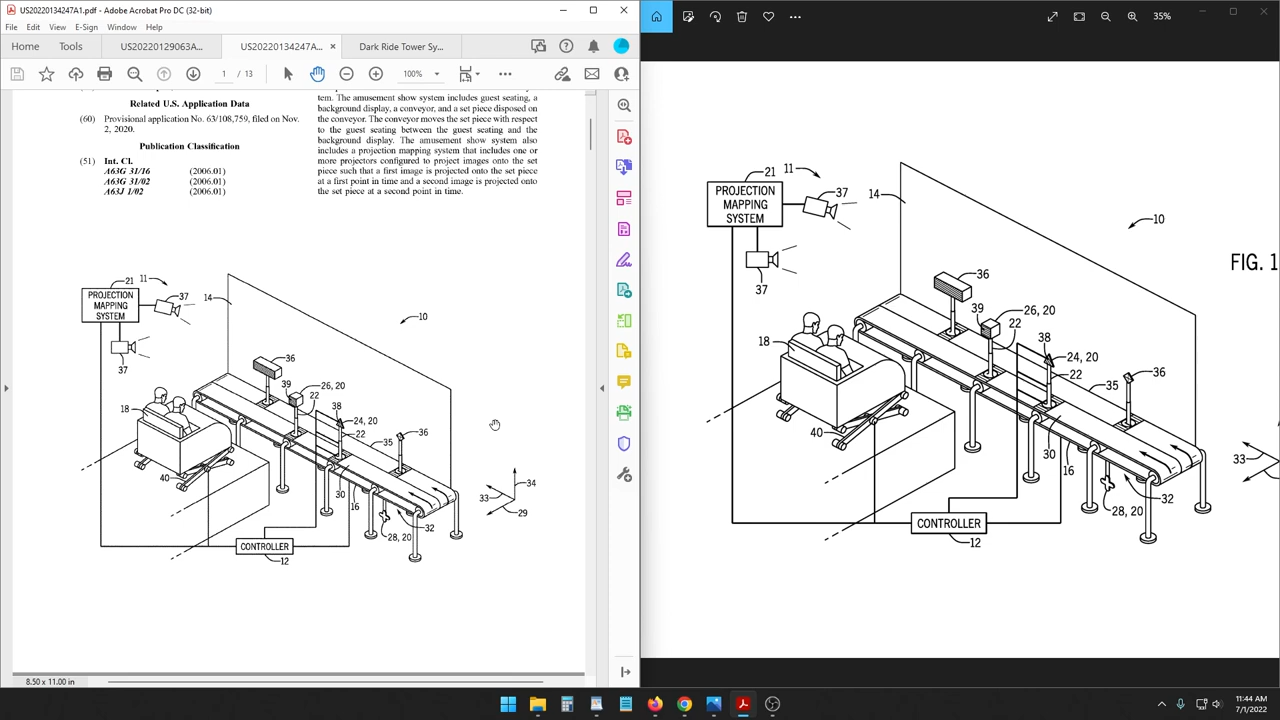 US20220134247A1.pdf - Adobe Acrobat Pro DC (32-bit)
File Edit View E-Sign Window Help
Home Tools US20220129063A... US20220134247A... × Dark Ride Tower Sy...
1 / 13 100%
35%
Related U.S. Application Data
(60) Provisional application No. 63/108,759, filed on Nov.
2, 2020.
Publication Classification
(51) Int. Cl.
A63G 31/16 (2006.01)
A63G 31/02 (2006.01)
A63J 1/02 (2006.01)
tem. The amusement show system includes guest seating, a
background display, a conveyor, and a set piece disposed on
the conveyor. The conveyor moves the set piece with respect
to the guest seating between the guest seating and the
background display. The amusement show system also
includes a projection mapping system that includes one or
more projectors configured to project images onto the set
piece such that a first image is projected onto the set piece
at a first point in time and a second image is projected onto
the set piece at a second point in time.
21 11
PROJECTION
MAPPING
SYSTEM
37
14
10
37
36
39
26, 20
22
38
18
24, 20
22
36
35
40
30
16
33
34
29
32
28, 20
CONTROLLER
12
8.50 x 11.00 in
21 11
PROJECTION
MAPPING
SYSTEM
37
14
10
FIG. 1
37
36
39
26, 20
22
38
18
24, 20
22
36
35
40
30
16
33
32
28, 20
CONTROLLER
12
11:44 AM
7/1/2022